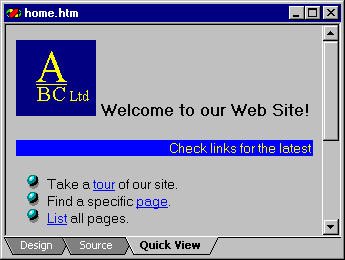 home.htm
A
BC Ltd
Welcome to our Web Site!
Check links for the latest
Take a tour of our site.
Find a specific page.
List all pages.
Design Source Quick View